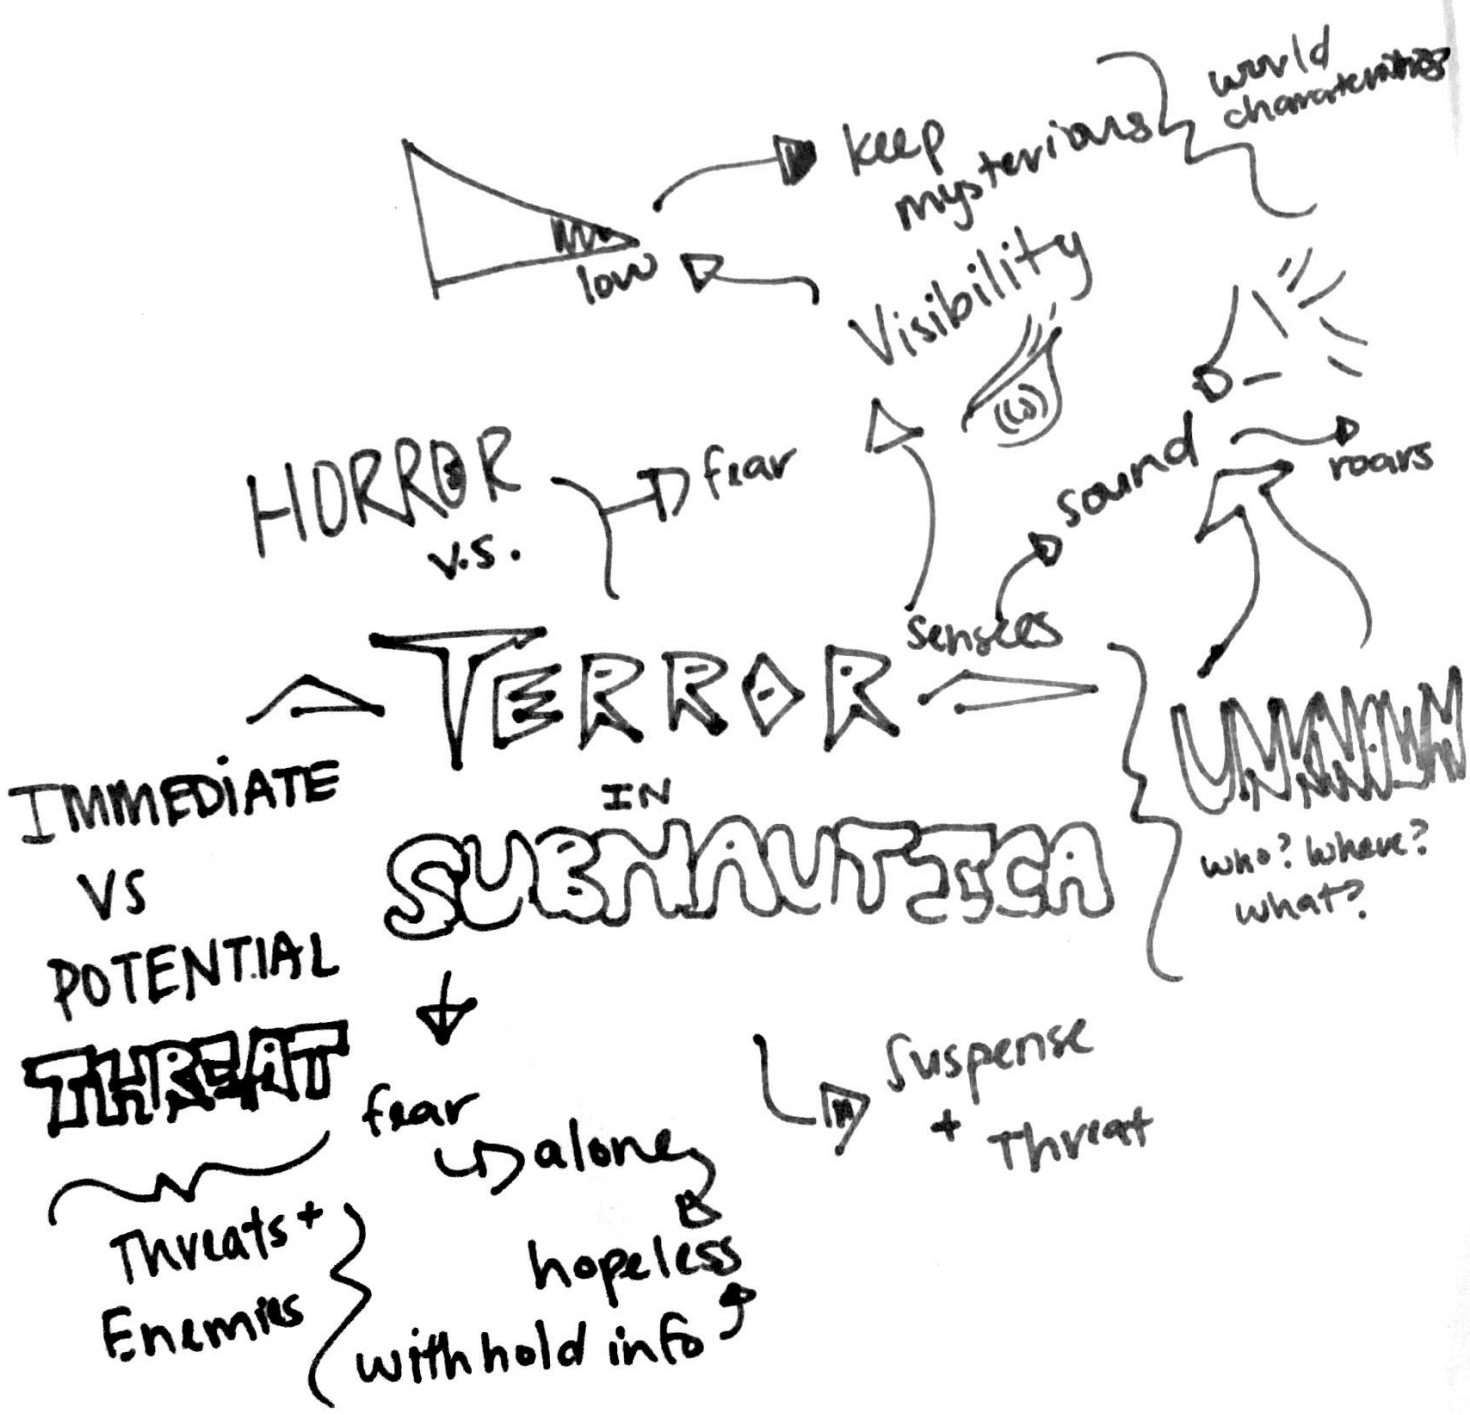 world
characteristics
keep
mysterious
low
Visibility
HORROR
v.s.
fear
sound
roars
senses
TERROR
IN
SUBNAUTICA
IMMEDIATE
VS
POTENTIAL
THREAT
UNKNOWN
who? where?
what?
fear
alone
hopeless
withhold info
Suspense
+ Threat
Threats +
Enemies